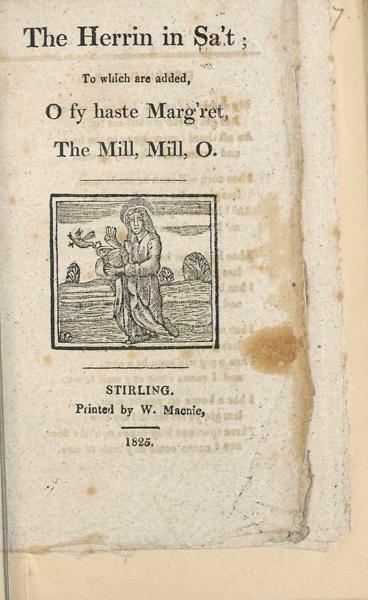 7
The Herrin in Sa't;
To which are added,
O fy haste Marg'ret,
The Mill, Mill, O.
STIRLING.
Printed by W. Macnie,
1825.